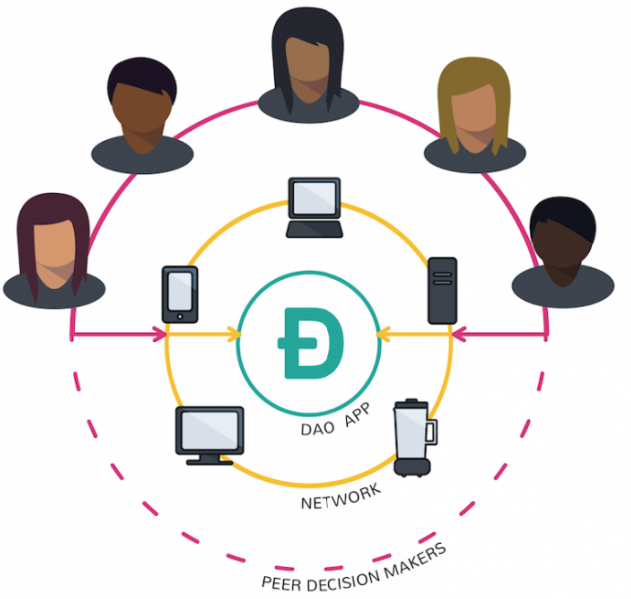 Đ
DAO APP
NETWORK
PEER DECISION MAKERS